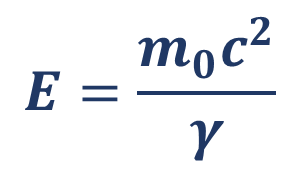 E = m₀c² / γ